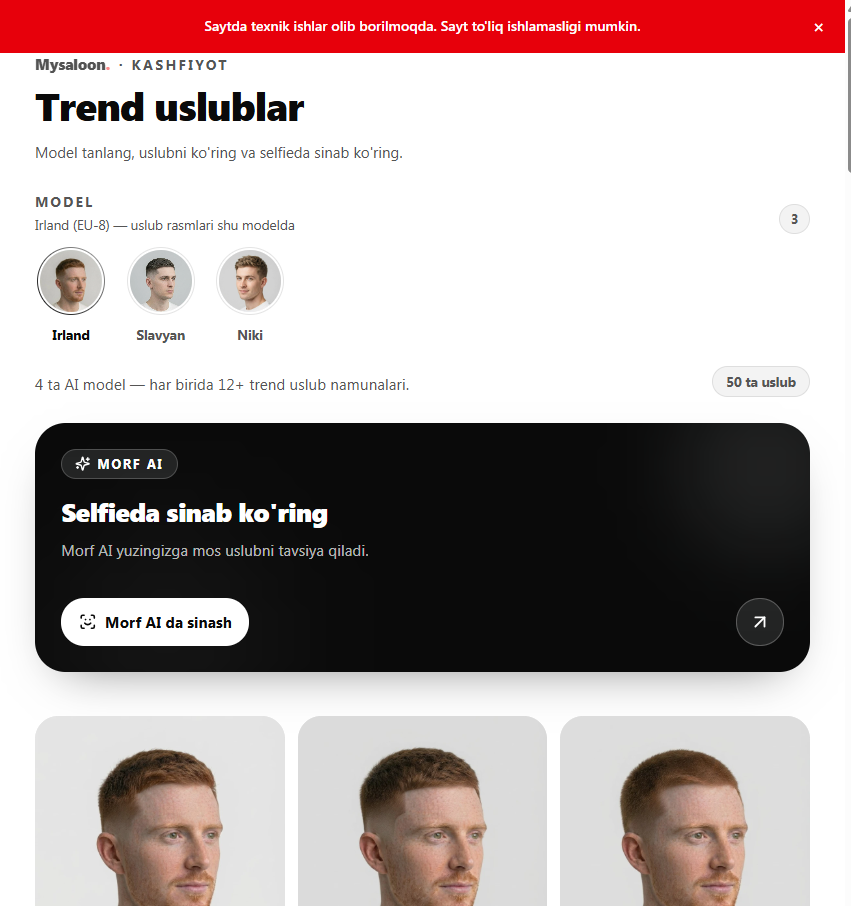 Saytda texnik ishlar olib borilmoqda. Sayt to'liq ishlamasligi mumkin.
×
Mysaloon. · KASHFIYOT
Trend uslublar
Model tanlang, uslubni ko'ring va selfieda sinab ko'ring.
MODEL
Irland (EU-8) — uslub rasmlari shu modelda
3
Irland
Slavyan
Niki
4 ta AI model — har birida 12+ trend uslub namunalari.
50 ta uslub
MORF AI
Selfieda sinab ko'ring
Morf AI yuzingizga mos uslubni tavsiya qiladi.
Morf AI da sinash